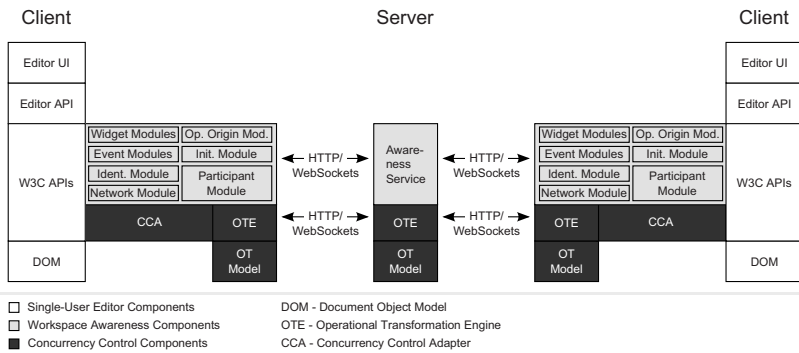 Client Server Client
Editor UI Editor UI
Editor API Editor API
W3C APIs
Widget Modules Op. Origin Mod.
Event Modules Init. Module
Ident. Module Participant
Network Module Module
HTTP/
WebSockets
Aware-
ness
Service
HTTP/
WebSockets
Widget Modules Op. Origin Mod.
Event Modules Init. Module
Ident. Module Participant
Network Module Module
W3C APIs
CCA OTE
HTTP/
WebSockets
OTE
HTTP/
WebSockets
OTE CCA
DOM
OT
Model
OT
Model
OT
Model
DOM
Single-User Editor Components DOM - Document Object Model
Workspace Awareness Components OTE - Operational Transformation Engine
Concurrency Control Components CCA - Concurrency Control Adapter